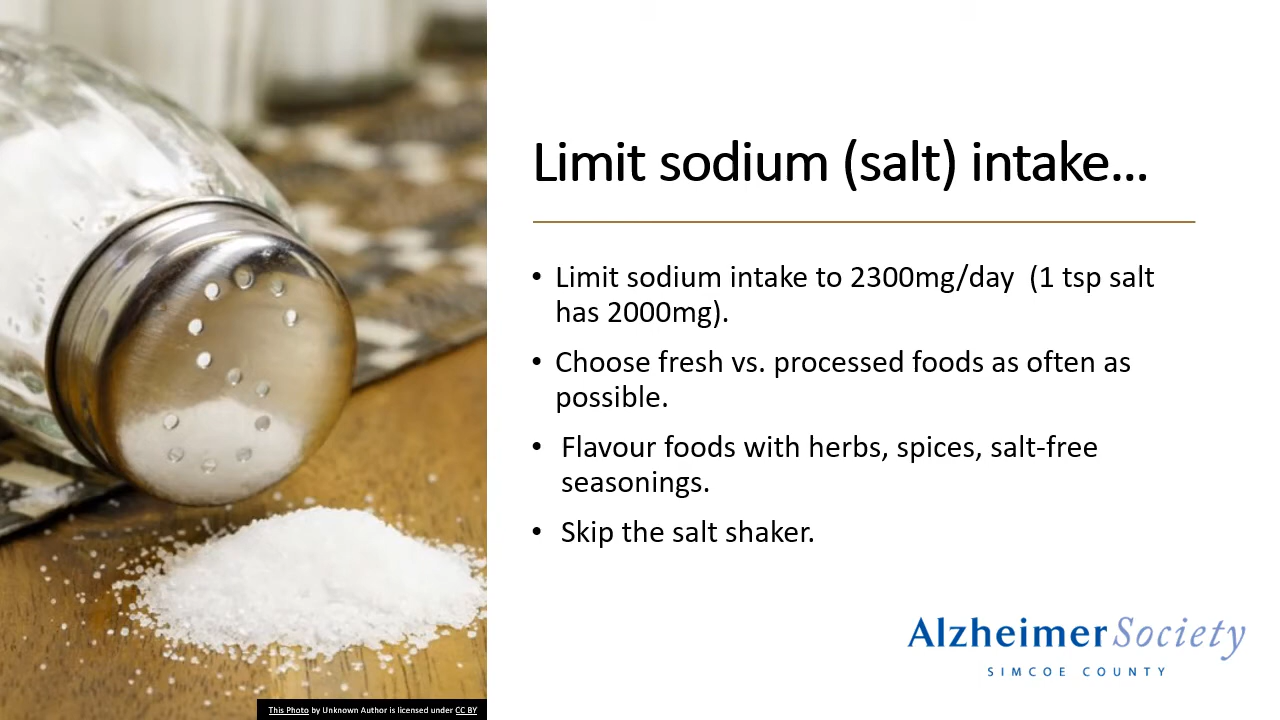 Limit sodium (salt) intake…
• Limit sodium intake to 2300mg/day  (1 tsp salt
has 2000mg).
• Choose fresh vs. processed foods as often as
possible.
• Flavour foods with herbs, spices, salt-free
seasonings.
• Skip the salt shaker.
AlzheimerSociety
SIMCOE COUNTY
This Photo by Unknown Author is licensed under CC BY